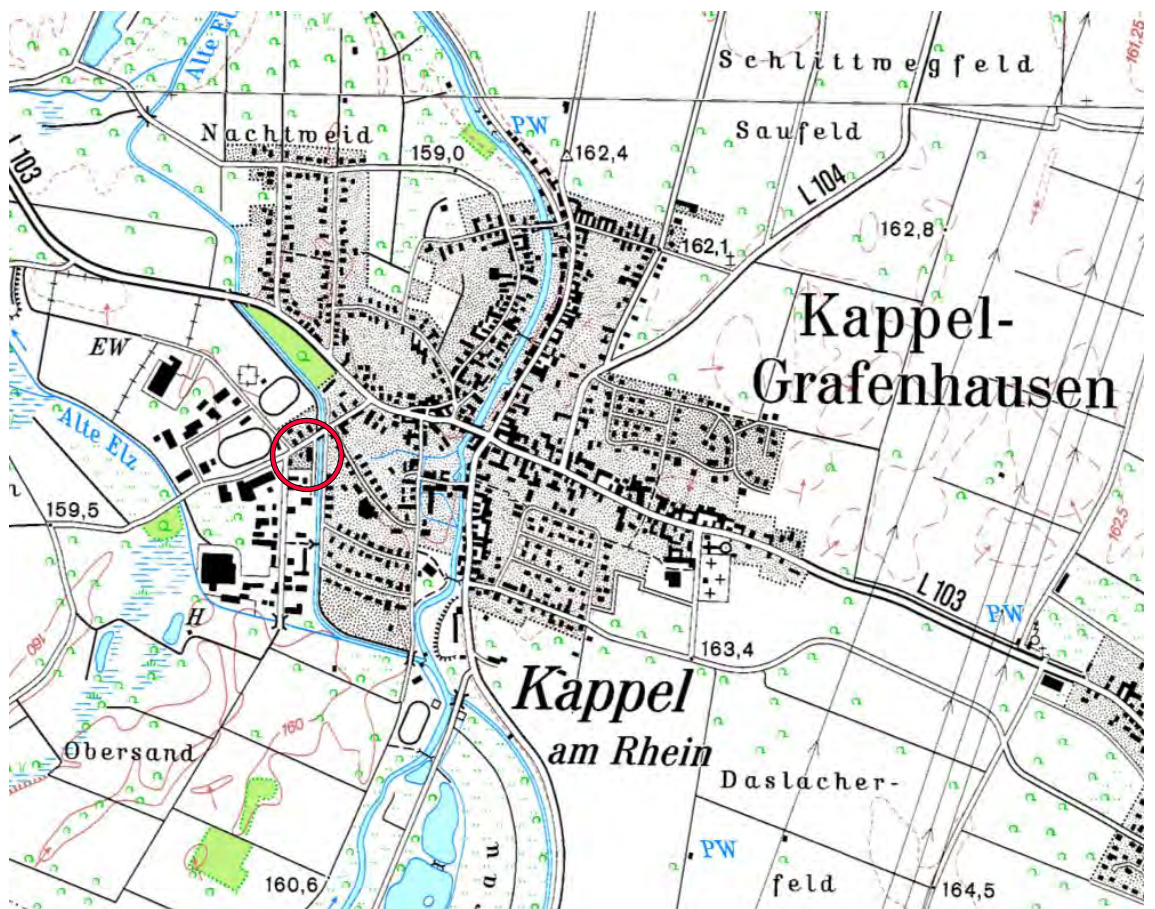 Alte El
Schlittwegfeld
161,25
PW
Nachtweid
Saufeld
159,0
162,4
L 104
103
162,1
162,8
Kappel-
Grafenhausen
EW
Alte Elz
159,5
162,5
L 103
PW
H
160
163,4
Kappel
am Rhein
160
Obersand
Daslacher-
PW
feld
160,6
164,5